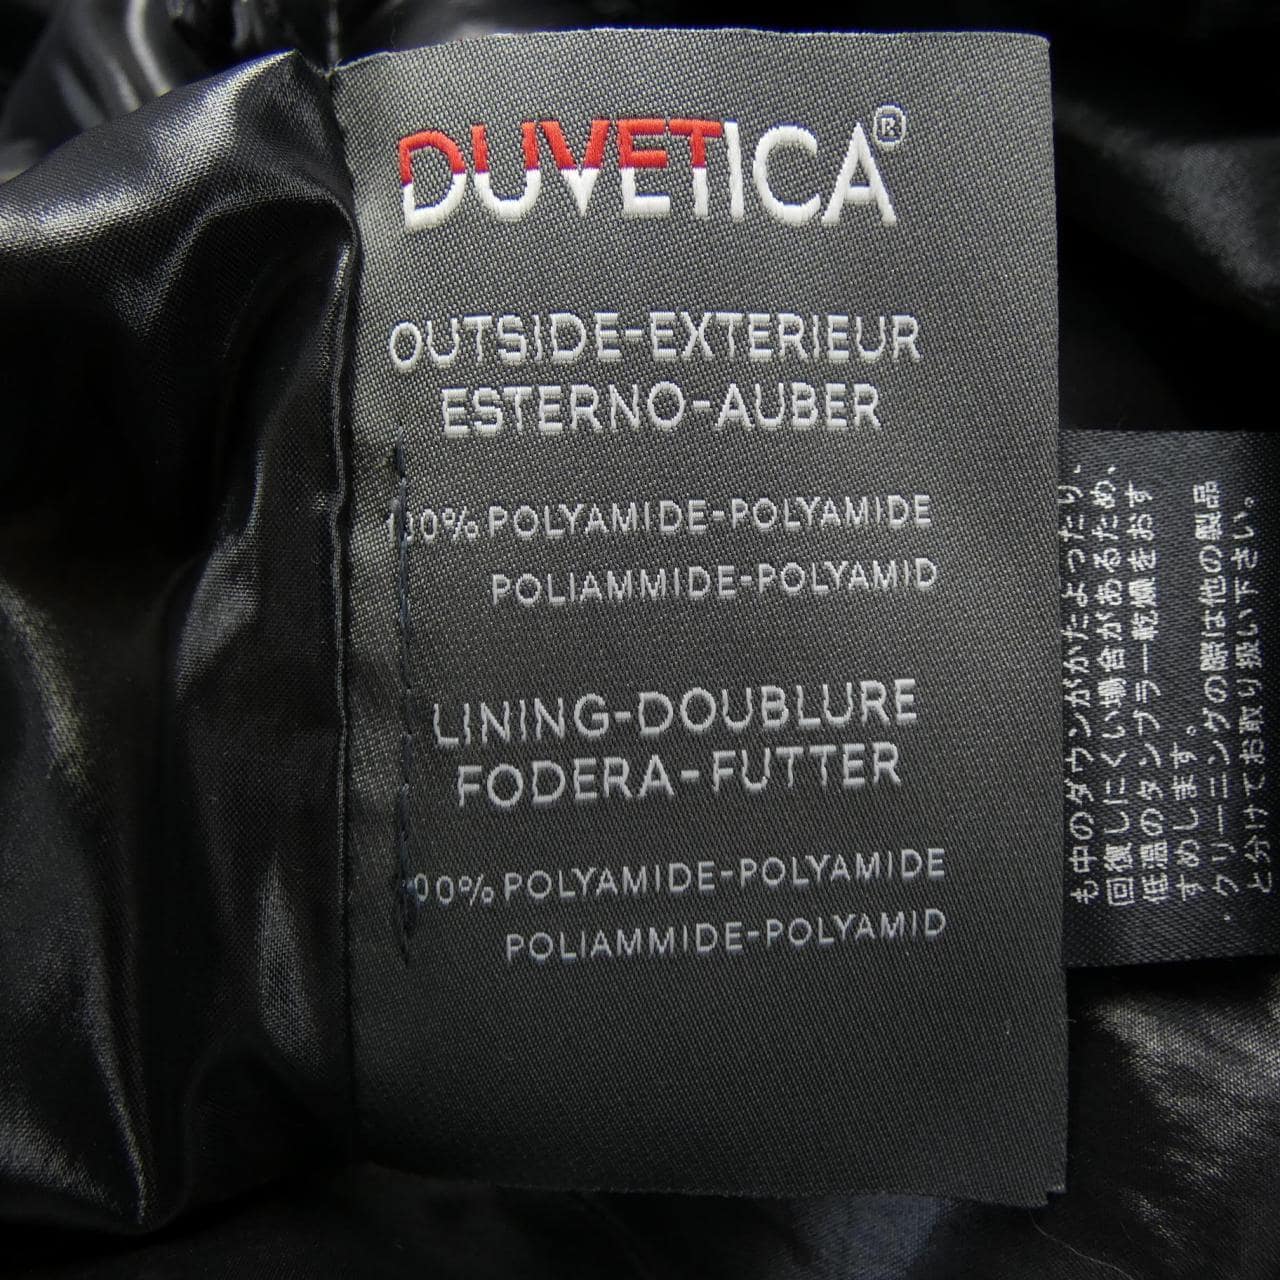 DUVETICA®
OUTSIDE-EXTERIEUR
ESTERNO-AUBER
100% POLYAMIDE-POLYAMIDE
POLIAMMIDE-POLYAMID
LINING-DOUBLURE
FODERA-FUTTER
00% POLYAMIDE-POLYAMIDE
POLIAMMIDE-POLYAMID
・クリーニングの際は他の製品
と分けてお取り扱い下さい。
も中のダウンがかたよったり、
回復しにくい場合があるため、
低温のタンブラー乾燥をおす
すめします。